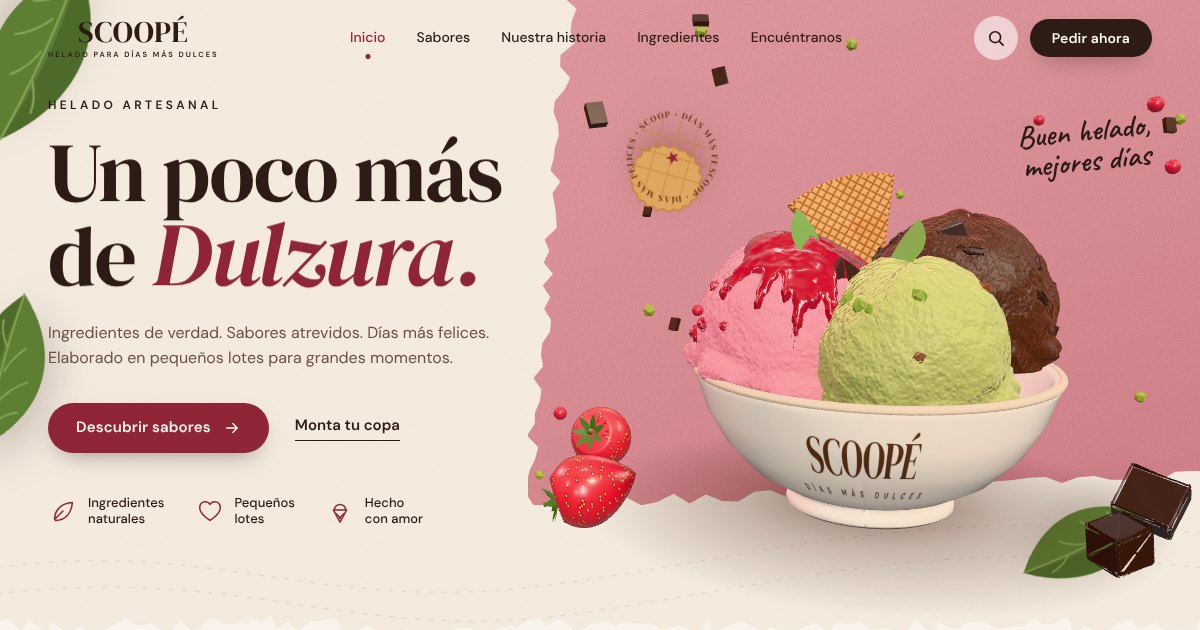 SCOOPÉ
HELADO PARA DÍAS MÁS DULCES
Inicio
Sabores
Nuestra historia
Ingredientes
Encuéntranos
Pedir ahora
HELADO ARTESANAL
Un poco más
de Dulzura.
Ingredientes de verdad. Sabores atrevidos. Días más felices.
Elaborado en pequeños lotes para grandes momentos.
Descubrir sabores
Monta tu copa
Ingredientes
naturales
Pequeños
lotes
Hecho
con amor
SCOOP · DÍAS MÁS FELICES ·
Buen helado,
mejores días
SCOOPÉ
DÍAS MÁS DULCES